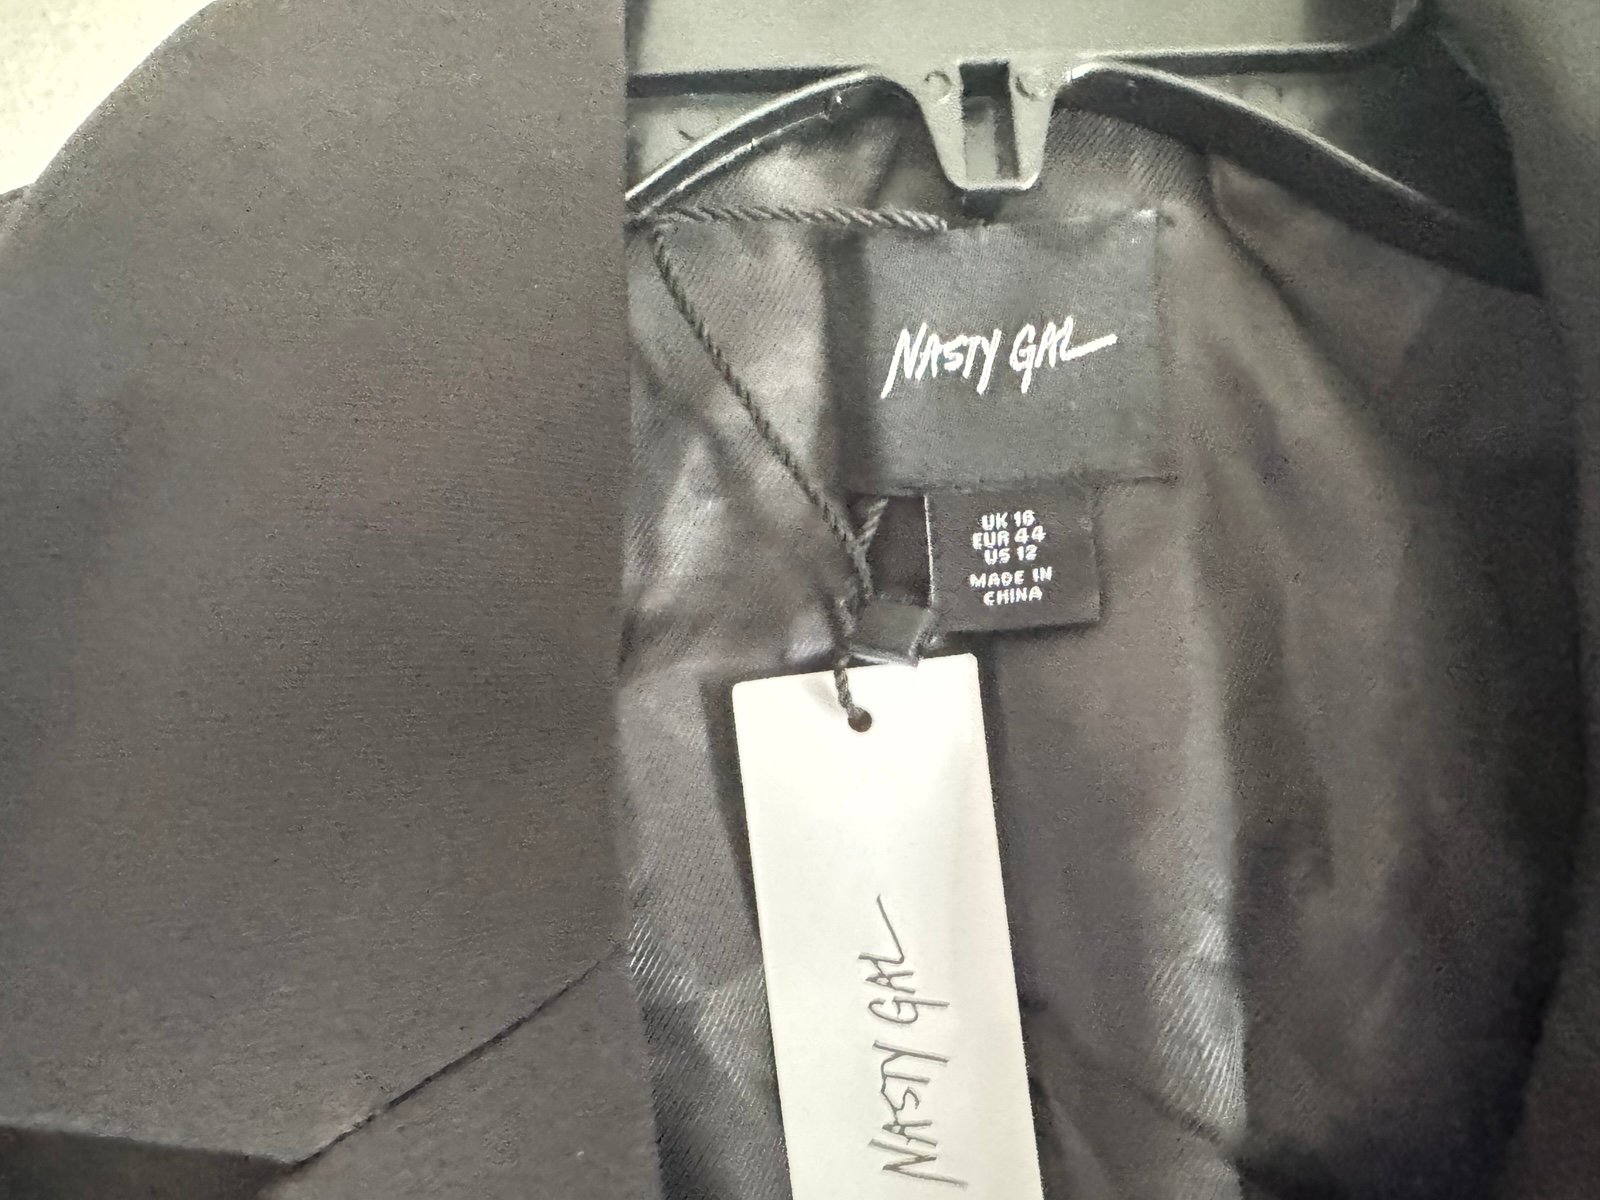 NASTY GAL
UK 16
EUR 44
US 12
MADE IN
CHINA
NASTY GAL